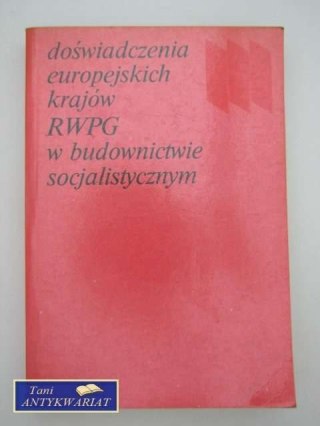 doświadczenia
europejskich
krajów
RWPG
w budownictwie
socjalistycznym
Tani
ANTYKWARIAT